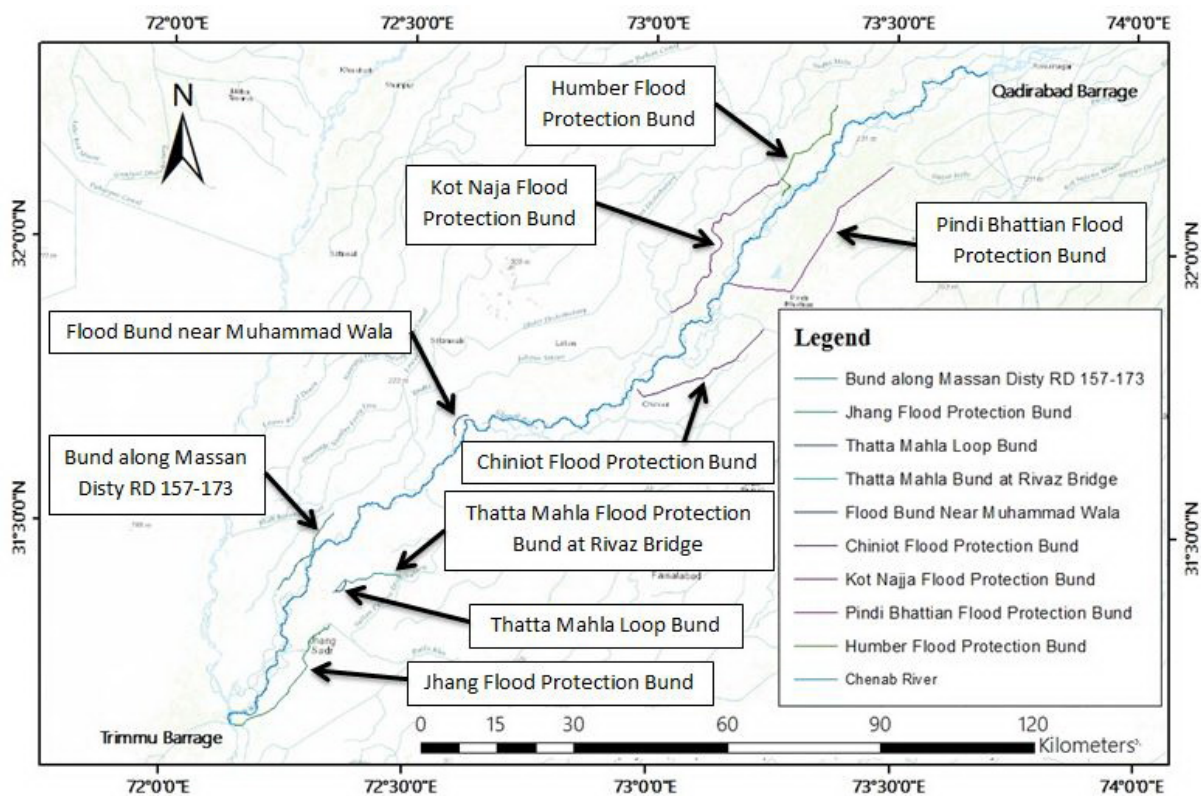 72°0'0"E
72°30'0"E
73°0'0"E
73°30'0"E
74°0'0"E
N
Humber Flood
Protection Bund
Qadirabad Barrage
Kot Naja Flood
Protection Bund
32°0'0"N
32°0'0"N
Pindi Bhattian Flood
Protection Bund
Flood Bund near Muhammad Wala
Chiniot
Chiniot Flood Protection Bund
Bund along Massan
Disty RD 157-173
31°30'0"N
31°30'0"N
Thatta Mahla Flood Protection
Bund at Rivaz Bridge
Faisalabad
Thatta Mahla Loop Bund
Jhang
Sadr
Jhang Flood Protection Bund
Trimmu Barrage
Legend
Bund along Massan Disty RD 157-173
Jhang Flood Protection Bund
Thatta Mahla Loop Bund
Thatta Mahla Bund at Rivaz Bridge
Flood Bund Near Muhammad Wala
Chiniot Flood Protection Bund
Kot Najja Flood Protection Bund
Pindi Bhattian Flood Protection Bund
Humber Flood Protection Bund
Chenab River
0 15 30 60 90 120
Kilometers
72°0'0"E
72°30'0"E
73°0'0"E
73°30'0"E
74°0'0"E